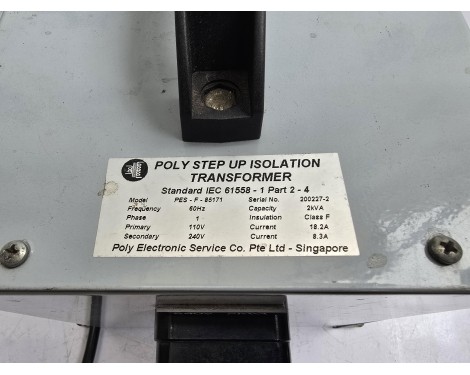 POLY STEP UP ISOLATION
TRANSFORMER
Standard IEC 61558 - 1 Part 2 - 4
Model PES - F - 85171 Serial No. 200227-2
Frequency 60Hz Capacity 2kVA
Phase 1 Insulation Class F
Primary 110V Current 18.2A
Secondary 240V Current 8.3A
Poly Electronic Service Co. Pte Ltd - Singapore